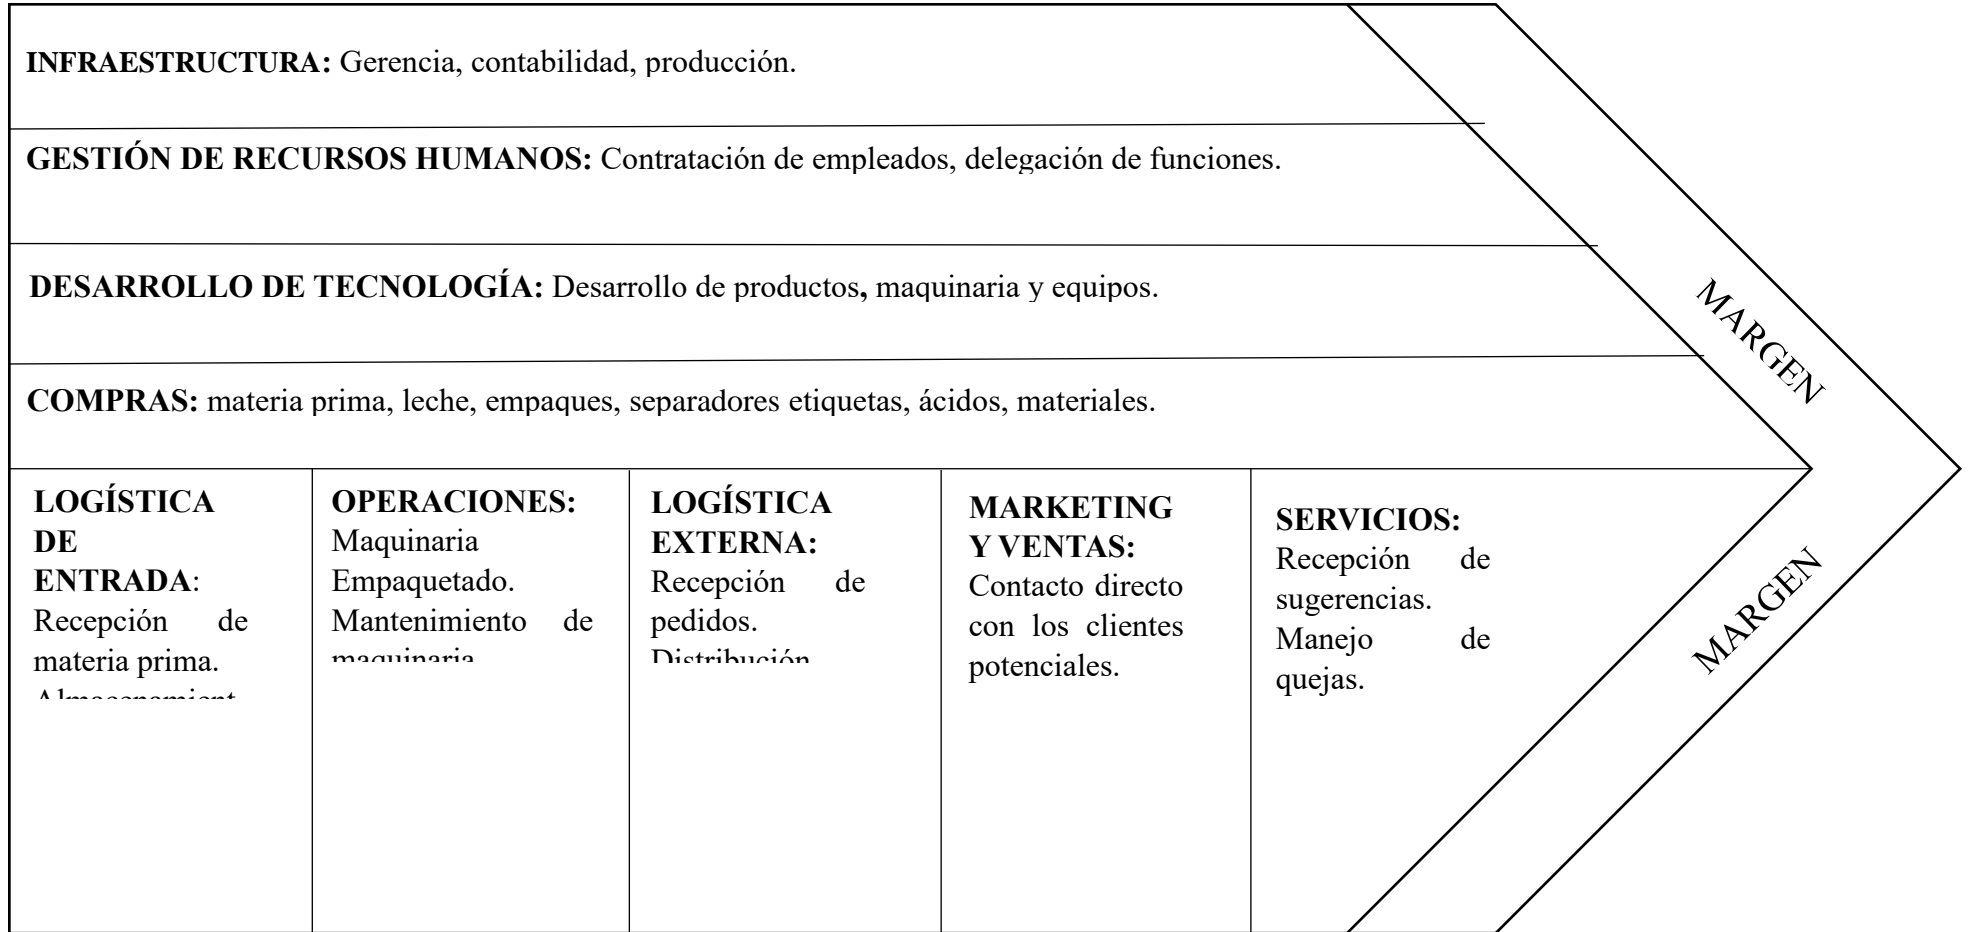 INFRAESTRUCTURA: Gerencia, contabilidad, producción.
GESTIÓN DE RECURSOS HUMANOS: Contratación de empleados, delegación de funciones.
DESARROLLO DE TECNOLOGÍA: Desarrollo de productos, maquinaria y equipos.
COMPRAS: materia prima, leche, empaques, separadores etiquetas, ácidos, materiales.
LOGÍSTICA
DE
ENTRADA:
Recepción de
materia prima.
Almacenamient
OPERACIONES:
Maquinaria
Empaquetado.
Mantenimiento de
maquinaria
LOGÍSTICA
EXTERNA:
Recepción de
pedidos.
Distribución
MARKETING
Y VENTAS:
Contacto directo
con los clientes
potenciales.
SERVICIOS:
Recepción de
sugerencias.
Manejo de
quejas.
MARGEN
MARGEN